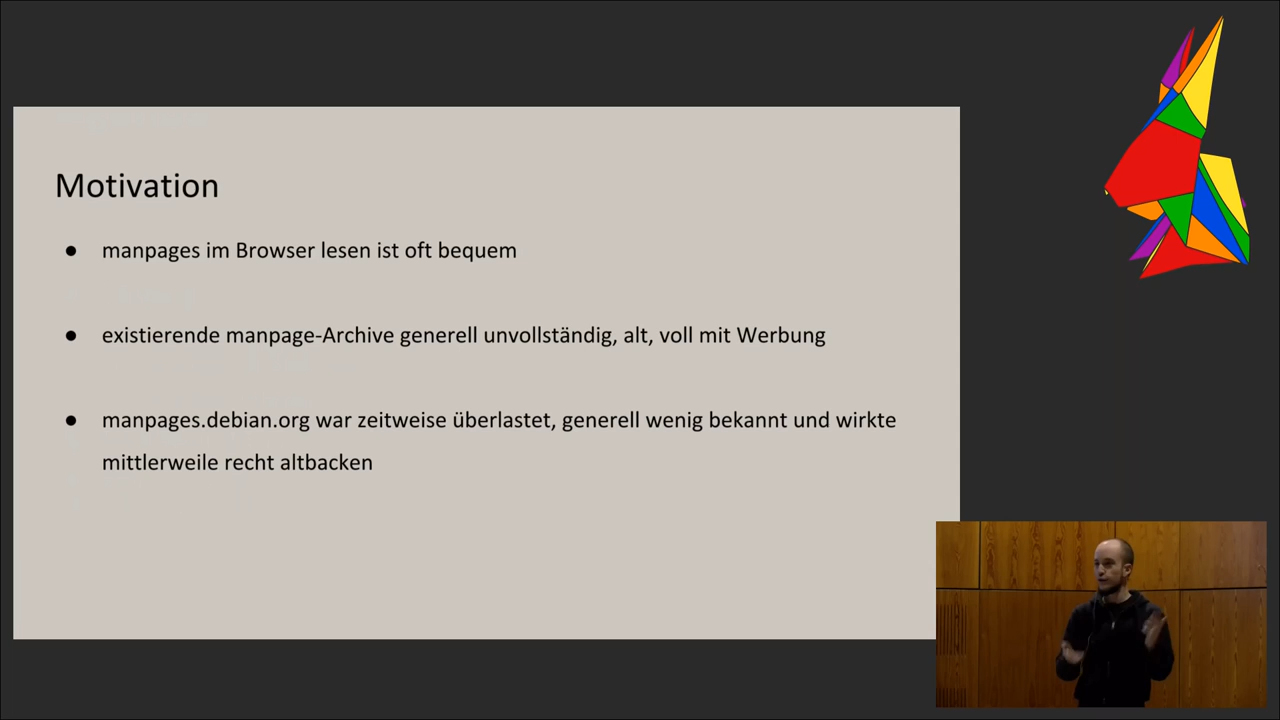 Motivation
● manpages im Browser lesen ist oft bequem
● existierende manpage-Archive generell unvollständig, alt, voll mit Werbung
● manpages.debian.org war zeitweise überlastet, generell wenig bekannt und wirkte
mittlerweile recht altbacken